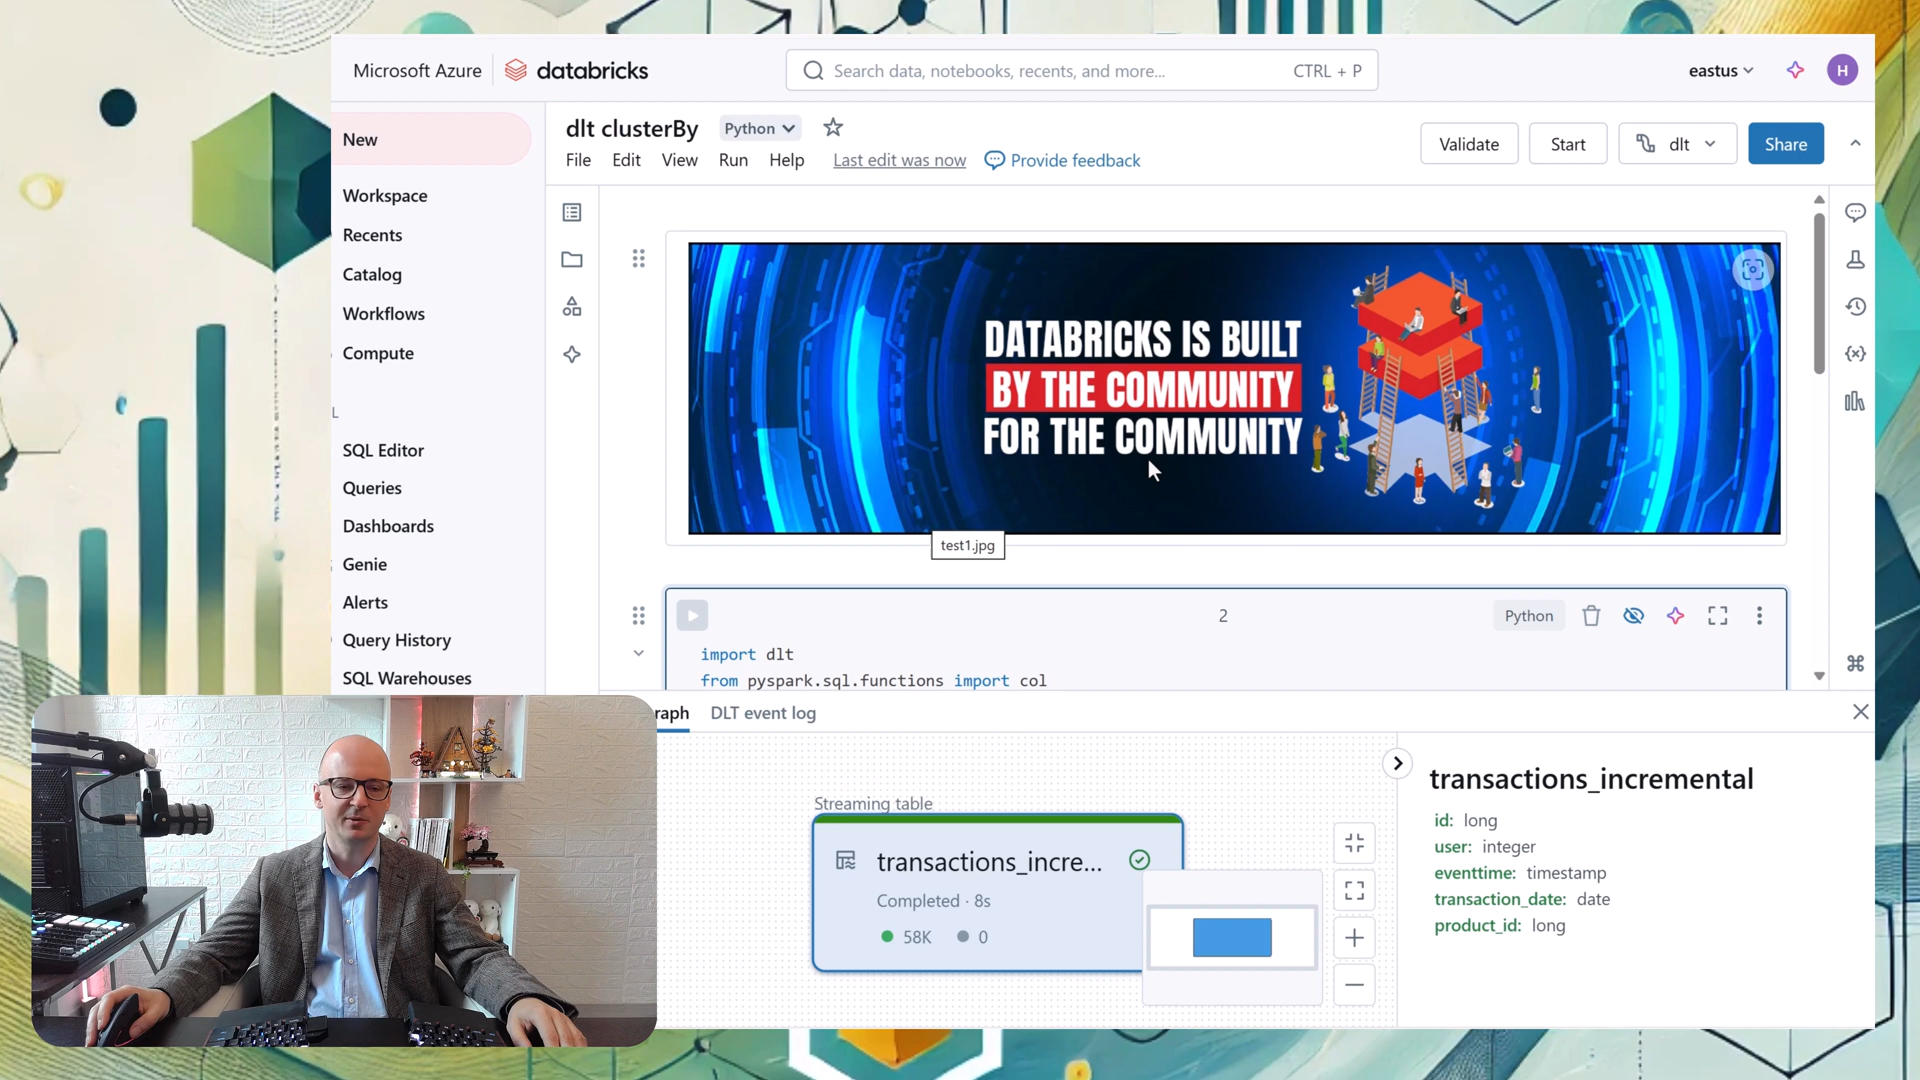 Microsoft Azure databricks
Search data, notebooks, recents, and more... CTRL + P
eastus
H
New
Workspace
Recents
Catalog
Workflows
Compute
L
SQL Editor
Queries
Dashboards
Genie
Alerts
Query History
SQL Warehouses
dlt clusterBy Python
File Edit View Run Help Last edit was now Provide feedback
Validate Start dlt Share
DATABRICKS IS BUILT
BY THE COMMUNITY
FOR THE COMMUNITY
test1.jpg
2
Python
import dlt
from pyspark.sql.functions import col
raph DLT event log
Streaming table
transactions_incre...
Completed · 8s
58K 0
transactions_incremental
id: long
user: integer
eventtime: timestamp
transaction_date: date
product_id: long